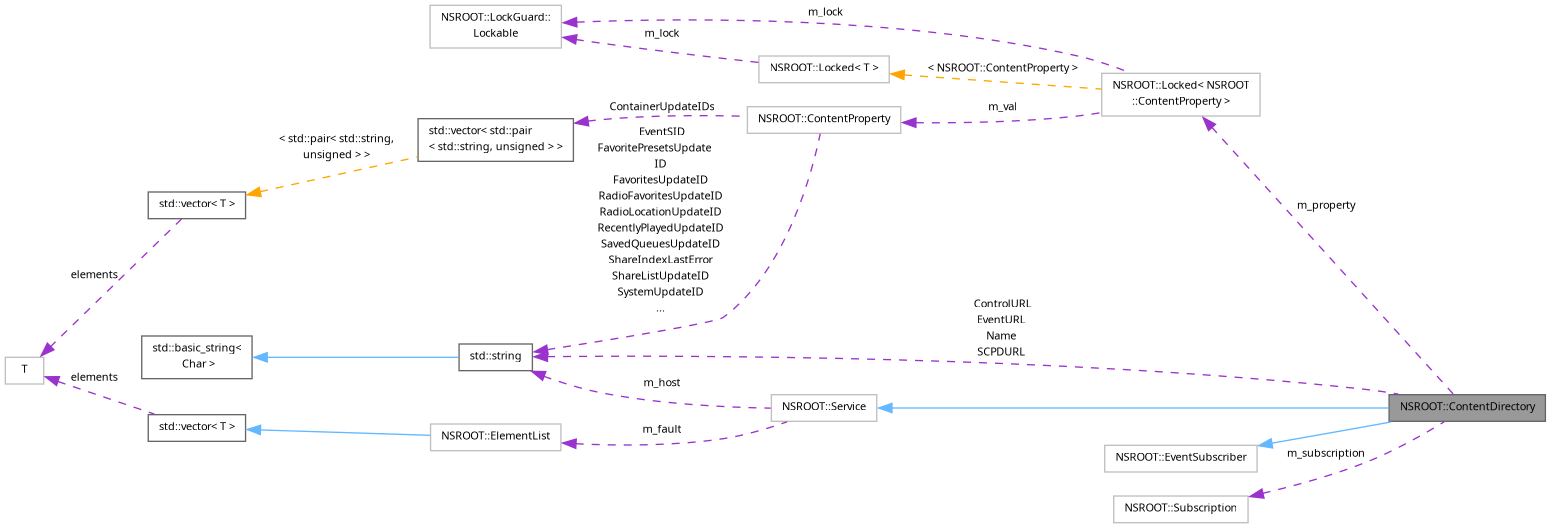 NSROOT::LockGuard::
Lockable
m_lock
m_lock
NSROOT::Locked< T >
< NSROOT::ContentProperty >
NSROOT::Locked< NSROOT
::ContentProperty >
m_val
ContainerUpdateIDs
NSROOT::ContentProperty
std::vector< std::pair
< std::string, unsigned > >
< std::pair< std::string,
unsigned > >
EventSID
FavoritePresetsUpdate
ID
FavoritesUpdateID
RadioFavoritesUpdateID
RadioLocationUpdateID
RecentlyPlayedUpdateID
SavedQueuesUpdateID
ShareIndexLastError
ShareListUpdateID
SystemUpdateID
...
std::vector< T >
m_property
elements
ControlURL
EventURL
Name
SCPDURL
std::basic_string<
Char >
std::string
T
elements
m_host
NSROOT::Service
NSROOT::ContentDirectory
std::vector< T >
NSROOT::ElementList
m_fault
NSROOT::EventSubscriber
m_subscription
NSROOT::Subscription